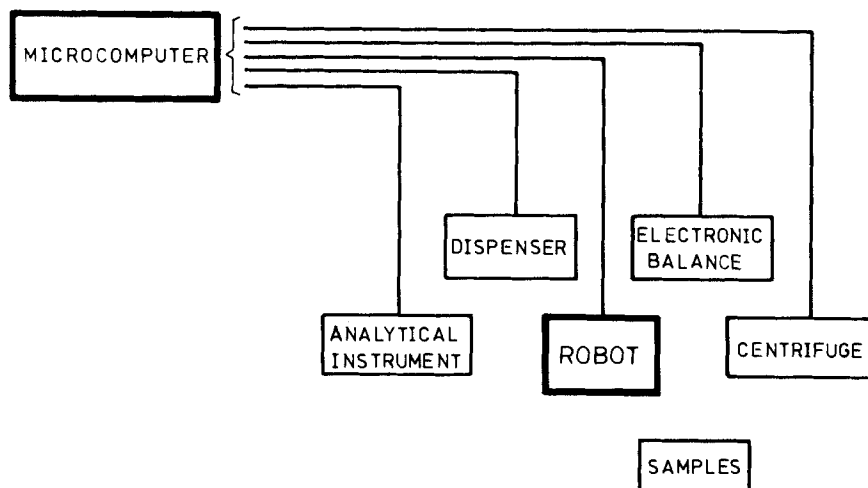 MICROCOMPUTER
DISPENSER
ELECTRONIC
BALANCE
ANALYTICAL
INSTRUMENT
ROBOT
CENTRIFUGE
SAMPLES